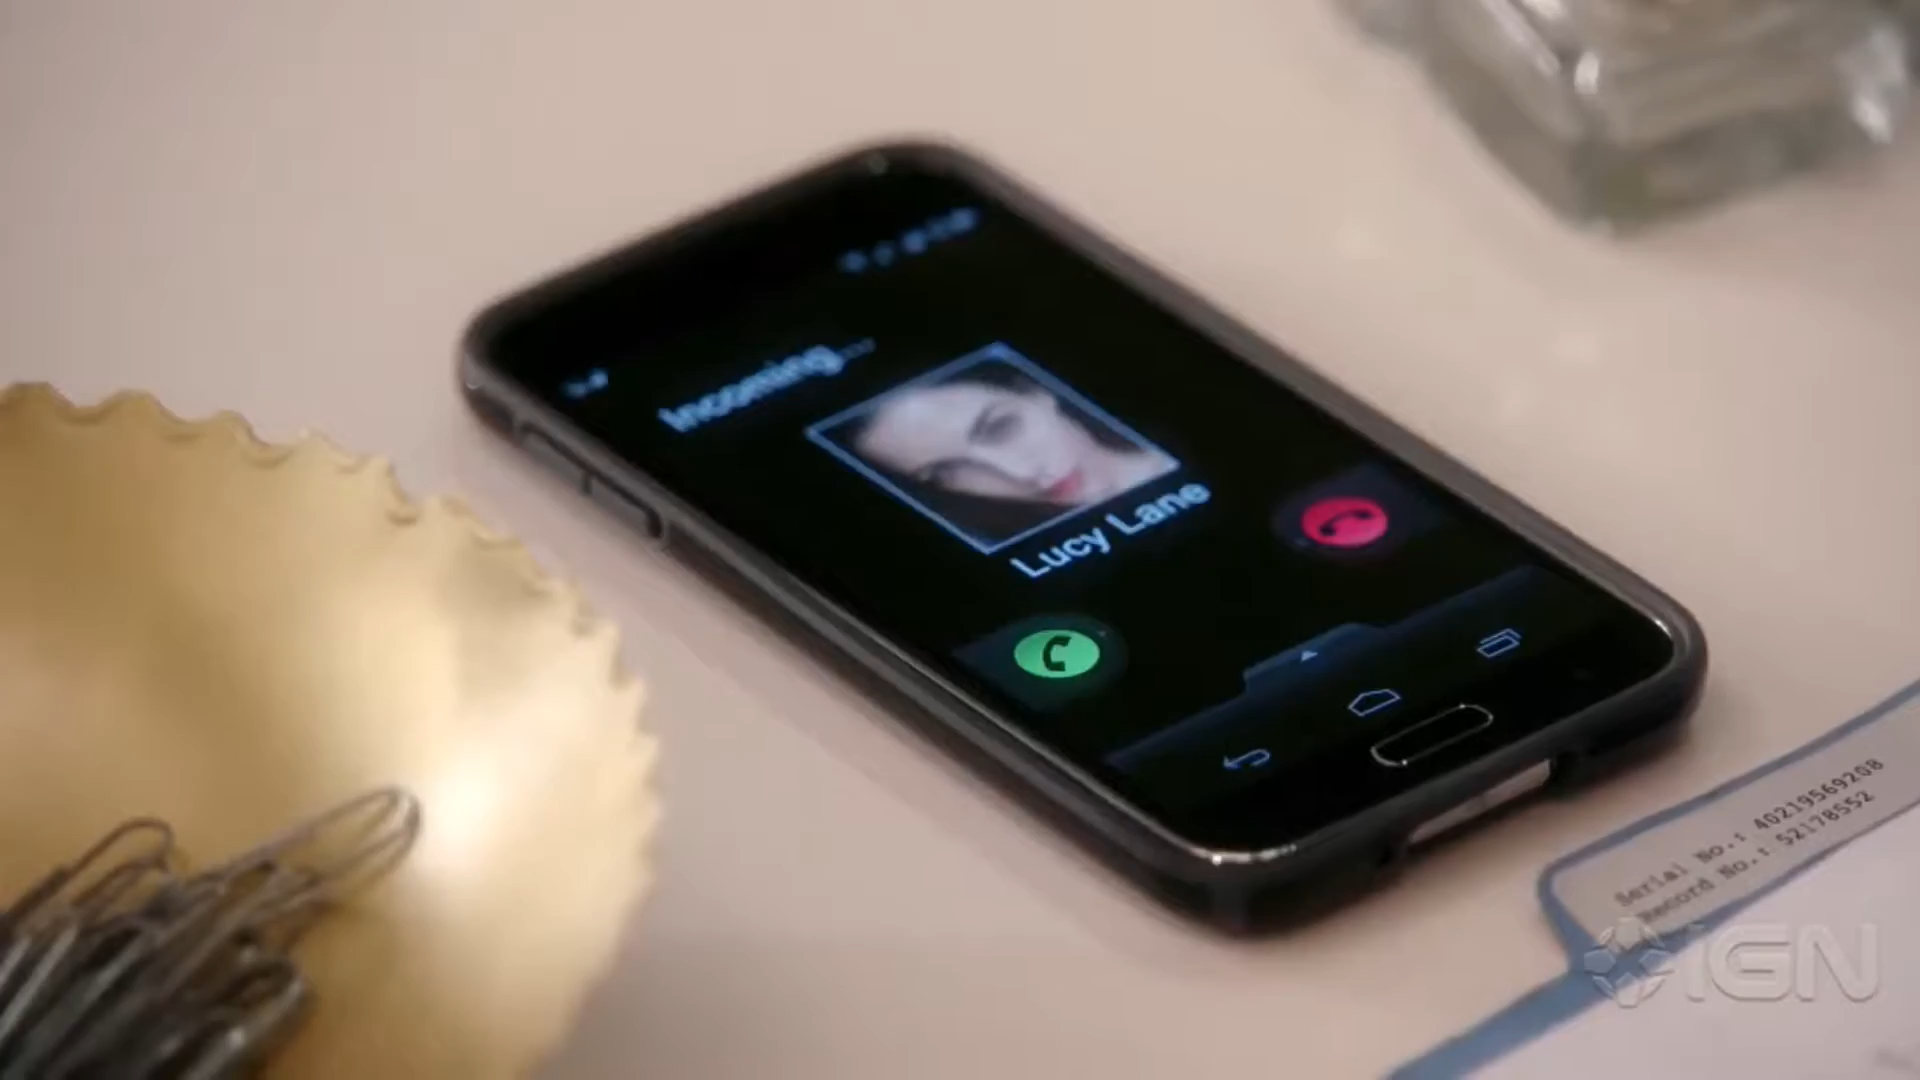 Incoming...
Lucy Lane
Serial No.: 40219569208
Record No.: 52178552
IGN